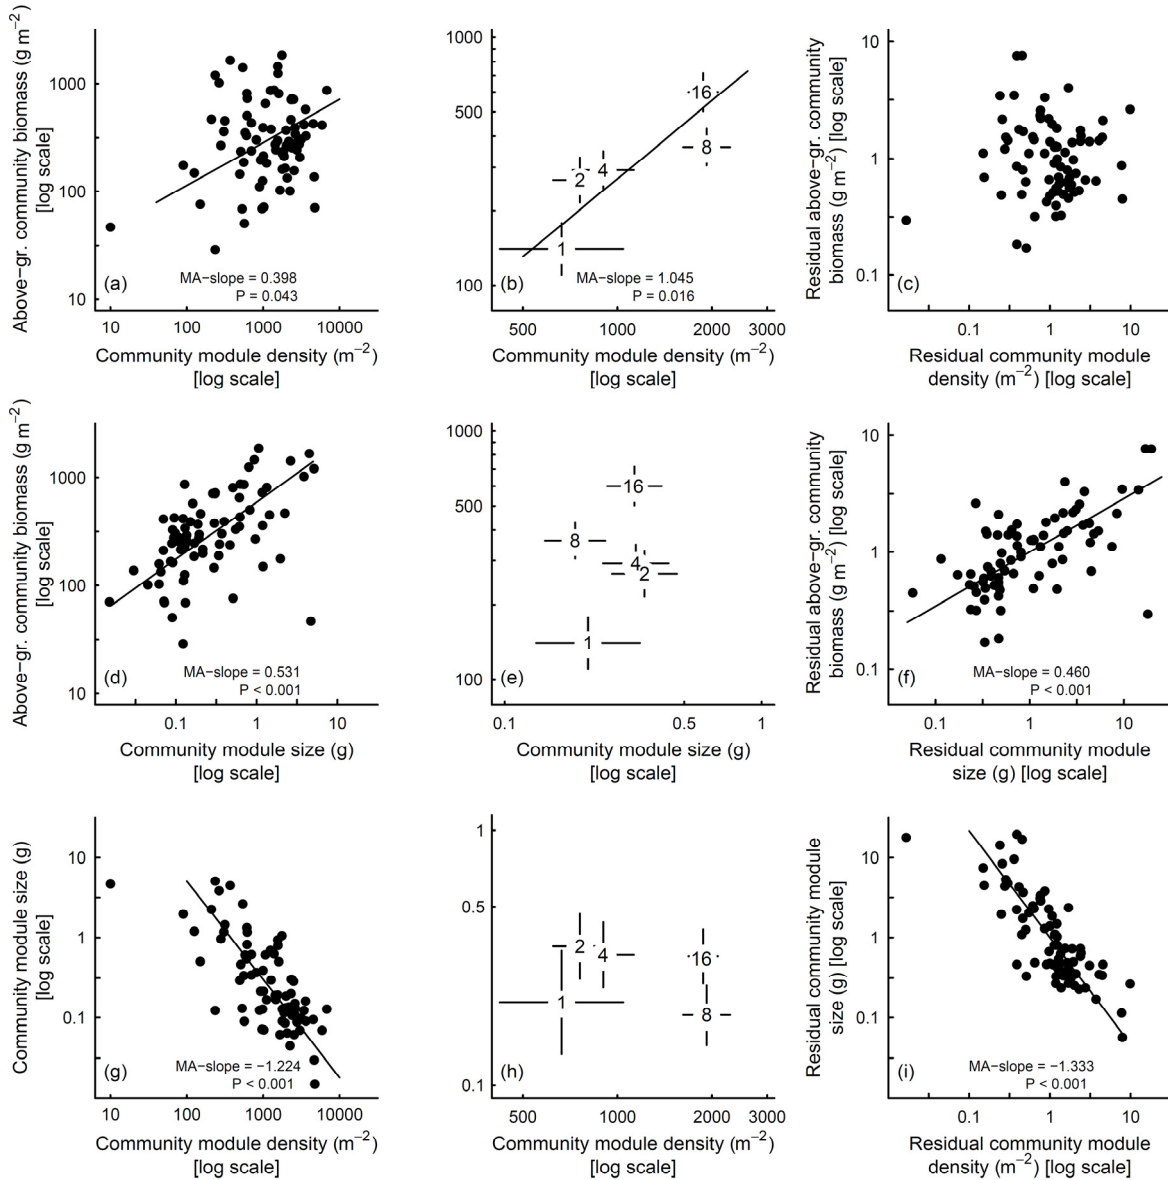 Above−gr. community biomass (g m−2)
[log scale]
1000
100
10
(a)
MA−slope = 0.398
P = 0.043
10 100 1000 10000
Community module density (m−2)
[log scale]
1000
500
100
16
8
4
2
1
(b)
MA−slope = 1.045
P = 0.016
500 1000 2000 3000
Community module density (m−2)
[log scale]
Residual above−gr. community
biomass (g m−2) [log scale]
10
1
0.1
(c)
0.1 1 10
Residual community module
density (m−2) [log scale]
Above−gr. community biomass (g m−2)
[log scale]
1000
100
10
(d)
MA−slope = 0.531
P < 0.001
0.1 1 10
Community module size (g)
[log scale]
1000
500
100
16
8
4
2
1
(e)
0.1 0.5 1
Community module size (g)
[log scale]
Residual above−gr. community
biomass (g m−2) [log scale]
10
1
0.1
(f)
MA−slope = 0.460
P < 0.001
0.1 1 10
Residual community module
size (g) [log scale]
Community module size (g)
[log scale]
10
1
0.1
(g)
MA−slope = −1.224
P < 0.001
10 100 1000 10000
Community module density (m−2)
[log scale]
1
0.5
0.1
2
4
16
1
8
(h)
500 1000 2000 3000
Community module density (m−2)
[log scale]
Residual community module
size (g) [log scale]
10
1
0.1
(i)
MA−slope = −1.333
P < 0.001
0.1 1 10
Residual community module
density (m−2) [log scale]